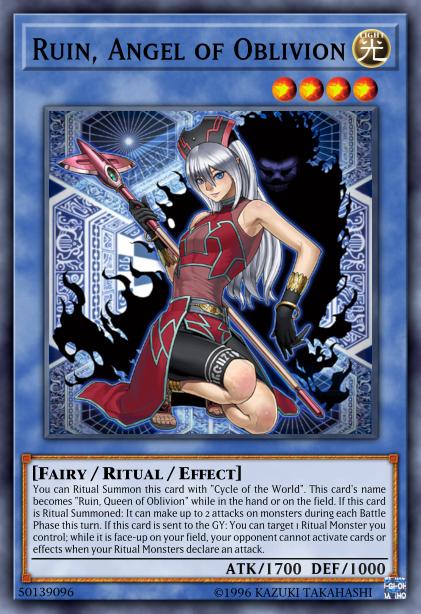 RUIN, ANGEL OF OBLIVION
LIGHT
光
[FAIRY / RITUAL / EFFECT]
You can Ritual Summon this card with "Cycle of the World". This card's name
becomes "Ruin, Queen of Oblivion" while in the hand or on the field. If this card
is Ritual Summoned: It can make up to 2 attacks on monsters during each Battle
Phase this turn. If this card is sent to the GY: You can target 1 Ritual Monster you
control; while it is face-up on your field, your opponent cannot activate cards or
effects when your Ritual Monsters declare an attack.
ATK/1700 DEF/1000
50139096
©1996 KAZUKI TAKAHASHI